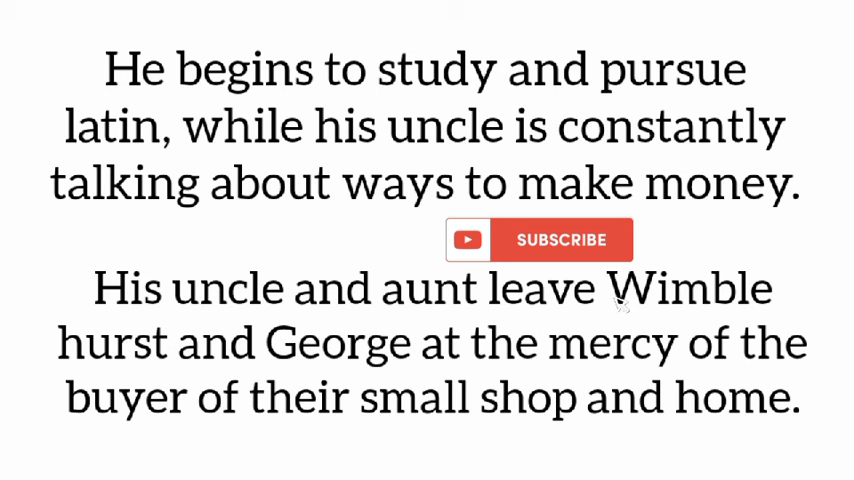 He begins to study and pursue
latin, while his uncle is constantly
talking about ways to make money.
SUBSCRIBE
His uncle and aunt leave Wimble
hurst and George at the mercy of the
buyer of their small shop and home.